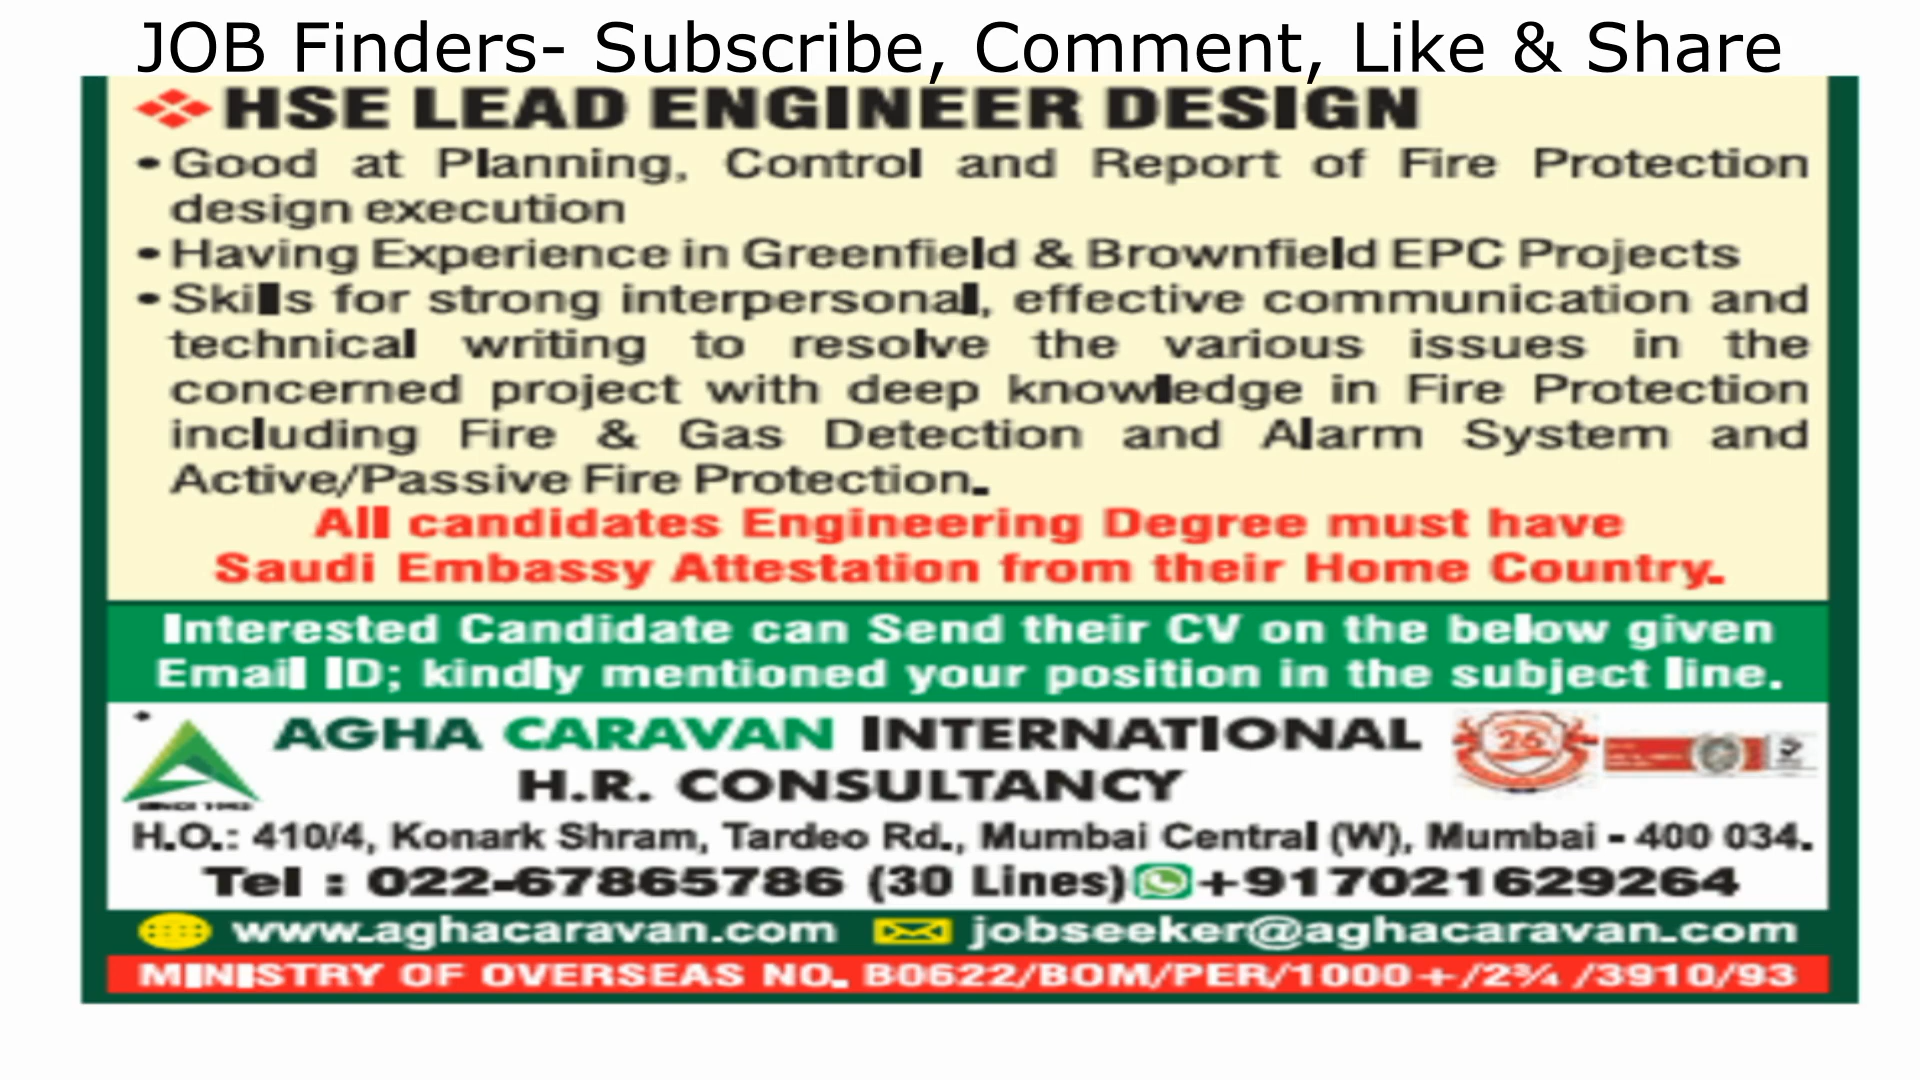 JOB Finders- Subscribe, Comment, Like & Share
HSE LEAD ENGINEER DESIGN
• Good at Planning, Control and Report of Fire Protection
design execution
• Having Experience in Greenfield & Brownfield EPC Projects
• Skills for strong interpersonal, effective communication and
technical writing to resolve the various issues in the
concerned project with deep knowledge in Fire Protection
including Fire & Gas Detection and Alarm System and
Active/Passive Fire Protection.
All candidates Engineering Degree must have
Saudi Embassy Attestation from their Home Country.
Interested Candidate can Send their CV on the below given
Email ID; kindly mentioned your position in the subject line.
AGHA CARAVAN INTERNATIONAL
H.R. CONSULTANCY
26
H.O.: 410/4, Konark Shram, Tardeo Rd., Mumbai Central (W), Mumbai - 400 034.
Tel : 022-67865786 (30 Lines) +917021629264
www.aghacaravan.com jobseeker@aghacaravan.com
MINISTRY OF OVERSEAS NO. B0622/BOM/PER/1000+/2¾ /3910/93